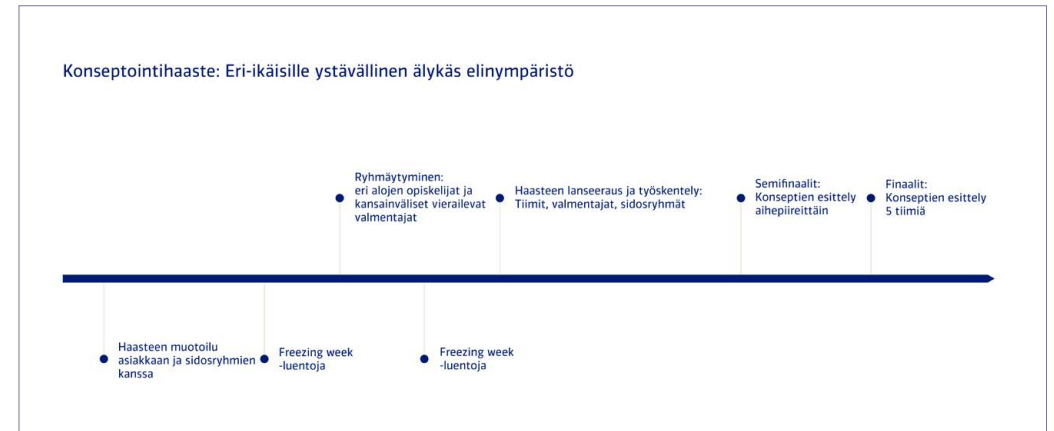 Konseptointihaaste: Eri-ikäisille ystävällinen älykäs elinympäristö
Ryhmäytyminen:
eri alojen opiskelijat ja
kansainväliset vierailevat
valmentajat
Haasteen lanseeraus ja työskentely:
Tiimit, valmentajat, sidosryhmät
Semifinaalit:
Konseptien esittely
aihepiireittäin
Finaalit:
Konseptien esittely
5 tiimiä
Haasteen muotoilu
asiakkaan ja sidosryhmien
kanssa
Freezing week
-luentoja
Freezing week
-luentoja